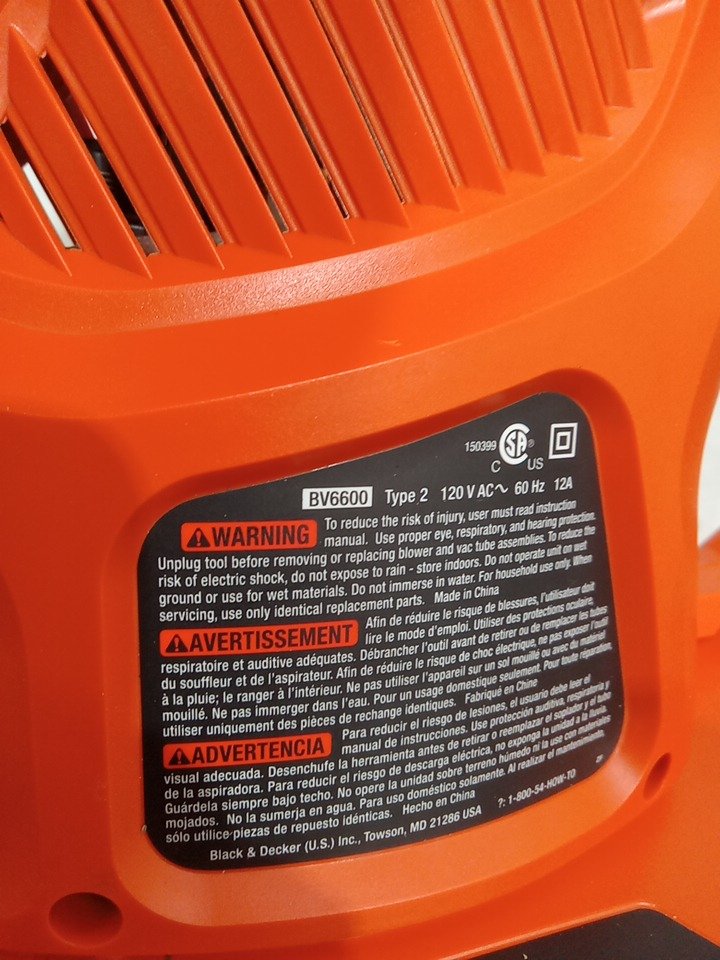 150399 SA ®
C US
BV6600 Type 2 120 V AC~ 60 Hz 12A
WARNING To reduce the risk of injury, user must read instruction
manual. Use proper eye, respiratory, and hearing protection.
Unplug tool before removing or replacing blower and vac tube assemblies. To reduce the
risk of electric shock, do not expose to rain - store indoors. Do not operate unit on wet
ground or use for wet materials. Do not immerse in water. For household use only. When
servicing, use only identical replacement parts. Made in China
AVERTISSEMENT Afin de réduire le risque de blessures, l'utilisateur doit
lire le mode d'emploi. Utiliser des protections oculaire,
respiratoire et auditive adéquates. Débrancher l'outil avant de retirer ou de remplacer les tubes
du souffleur et de l'aspirateur. Afin de réduire le risque de choc électrique, ne pas exposer l'outil
à la pluie; le ranger à l'intérieur. Ne pas utiliser l'appareil sur un sol mouillé ou avec du matériel
mouillé. Ne pas immerger dans l'eau. Pour un usage domestique seulement. Pour toute réparation,
utiliser uniquement des pièces de rechange identiques. Fabriqué en Chine
ADVERTENCIA Para reducir el riesgo de lesiones, el usuario debe leer el
manual de instrucciones. Use protección auditiva, respiratoria y
visual adecuada. Desenchufe la herramienta antes de retirar o reemplazar el soplador y el tubo
de la aspiradora. Para reducir el riesgo de descarga eléctrica, no exponga la unidad a la lluvia.
Guárdela siempre bajo techo. No opere la unidad sobre terreno húmedo ni la use con materiales
mojados. No la sumerja en agua. Para uso doméstico solamente. Al realizar el mantenimiento,
sólo utilice piezas de repuesto idénticas. Hecho en China
Black & Decker (U.S.) Inc., Towson, MD 21286 USA ?: 1-800-54-HOW-TO